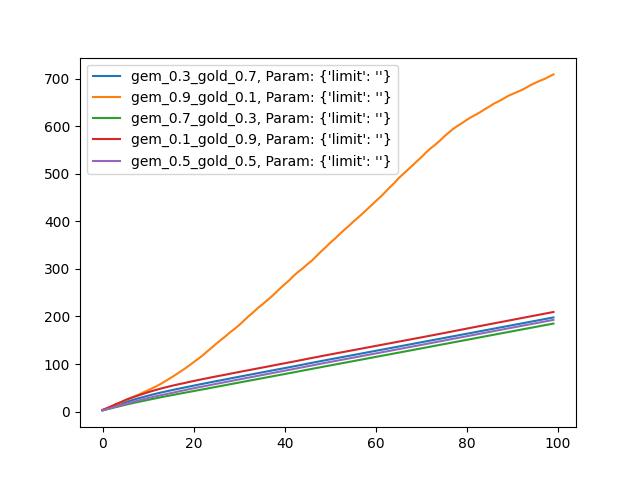 gem_0.3_gold_0.7, Param: {'limit': ''}
gem_0.9_gold_0.1, Param: {'limit': ''}
gem_0.7_gold_0.3, Param: {'limit': ''}
gem_0.1_gold_0.9, Param: {'limit': ''}
gem_0.5_gold_0.5, Param: {'limit': ''}
700
600
500
400
300
200
100
0
0 20 40 60 80 100